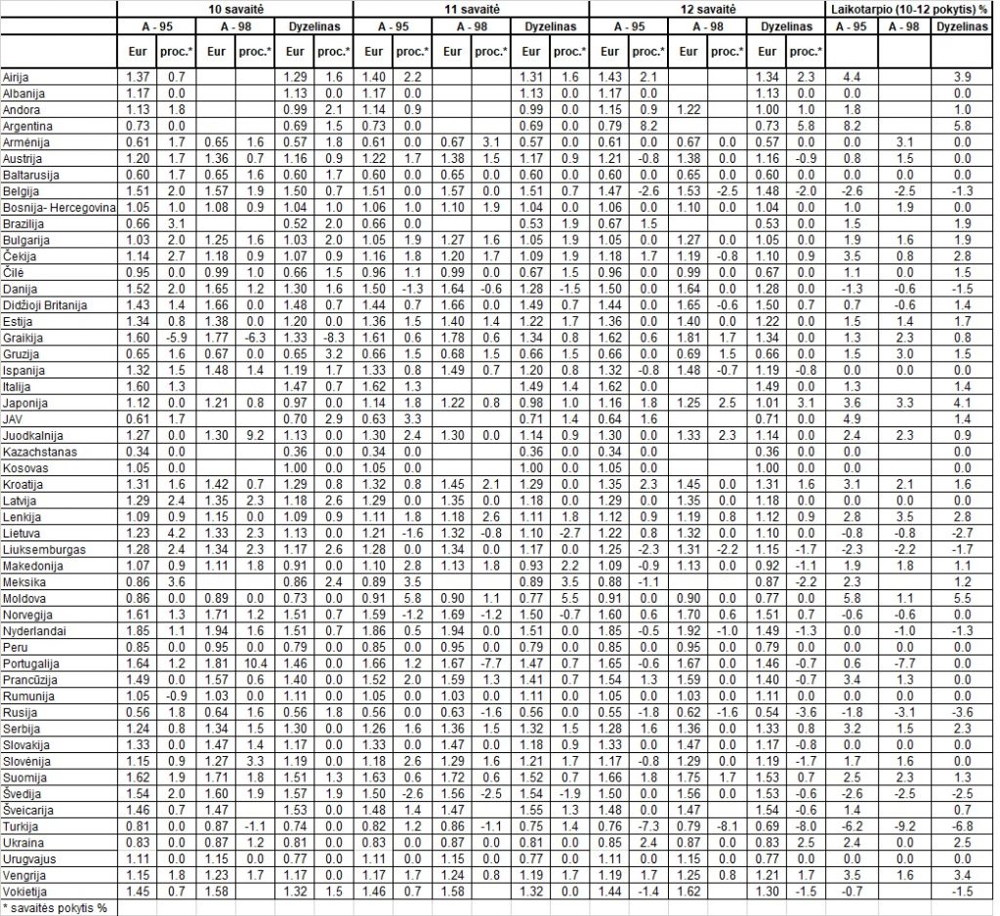 10 savaitė 11 savaitė 12 savaitė Laikotarpio (10-12 pokytis) %
A - 95 A - 98 Dyzelinas A - 95 A - 98 Dyzelinas A - 95 A - 98 Dyzelinas A - 95 A - 98 Dyzelinas
Eur proc.* Eur proc.* Eur proc.* Eur proc.* Eur proc.* Eur proc.* Eur proc.* Eur proc.* Eur proc.*
Airija 1.37 0.7 1.29 1.6 1.40 2.2 1.31 1.6 1.43 2.1 1.34 2.3 4.4 3.9
Albanija 1.17 0.0 1.13 0.0 1.17 0.0 1.13 0.0 1.17 0.0 1.13 0.0 0.0 0.0
Andora 1.13 1.8 0.99 2.1 1.14 0.9 0.99 0.0 1.15 0.9 1.22 1.00 1.0 1.8 1.0
Argentina 0.73 0.0 0.69 1.5 0.73 0.0 0.69 0.0 0.79 8.2 0.73 5.8 8.2 5.8
Armėnija 0.61 1.7 0.65 1.6 0.57 1.8 0.61 0.0 0.67 3.1 0.57 0.0 0.61 0.0 0.67 0.0 0.57 0.0 0.0 3.1 0.0
Austrija 1.20 1.7 1.36 0.7 1.16 0.9 1.22 1.7 1.38 1.5 1.17 0.9 1.21 -0.8 1.38 0.0 1.16 -0.9 0.8 1.5 0.0
Baltarusija 0.60 1.7 0.65 1.6 0.60 1.7 0.60 0.0 0.65 0.0 0.60 0.0 0.60 0.0 0.65 0.0 0.60 0.0 0.0 0.0 0.0
Belgija 1.51 2.0 1.57 1.9 1.50 0.7 1.51 0.0 1.57 0.0 1.51 0.7 1.47 -2.6 1.53 -2.5 1.48 -2.0 -2.6 -2.5 -1.3
Bosnija- Hercegovina 1.05 1.0 1.08 0.9 1.04 1.0 1.06 1.0 1.10 1.9 1.04 0.0 1.06 0.0 1.10 0.0 1.04 0.0 1.0 1.9 0.0
Brazilija 0.66 3.1 0.52 2.0 0.66 0.0 0.53 1.9 0.67 1.5 0.53 0.0 1.5 1.9
Bulgarija 1.03 2.0 1.25 1.6 1.03 2.0 1.05 1.9 1.27 1.6 1.05 1.9 1.05 0.0 1.27 0.0 1.05 0.0 1.9 1.6 1.9
Čekija 1.14 2.7 1.18 0.9 1.07 0.9 1.16 1.8 1.20 1.7 1.09 1.9 1.18 1.7 1.19 -0.8 1.10 0.9 3.5 0.8 2.8
Čilė 0.95 0.0 0.99 1.0 0.66 1.5 0.96 1.1 0.99 0.0 0.67 1.5 0.96 0.0 0.99 0.0 0.67 0.0 1.1 0.0 1.5
Danija 1.52 2.0 1.65 1.2 1.30 1.6 1.50 -1.3 1.64 -0.6 1.28 -1.5 1.50 0.0 1.64 0.0 1.28 0.0 -1.3 -0.6 -1.5
Didžioji Britanija 1.43 1.4 1.66 0.0 1.48 0.7 1.44 0.7 1.66 0.0 1.49 0.7 1.44 0.0 1.65 -0.6 1.50 0.7 0.7 -0.6 1.4
Estija 1.34 0.8 1.38 0.0 1.20 0.0 1.36 1.5 1.40 1.4 1.22 1.7 1.36 0.0 1.40 0.0 1.22 0.0 1.5 1.4 1.7
Graikija 1.60 -5.9 1.77 -6.3 1.33 -8.3 1.61 0.6 1.78 0.6 1.34 0.8 1.62 0.6 1.81 1.7 1.34 0.0 1.3 2.3 0.8
Gruzija 0.65 1.6 0.67 0.0 0.65 3.2 0.66 1.5 0.68 1.5 0.66 1.5 0.66 0.0 0.69 1.5 0.66 0.0 1.5 3.0 1.5
Ispanija 1.32 1.5 1.48 1.4 1.19 1.7 1.33 0.8 1.49 0.7 1.20 0.8 1.32 -0.8 1.48 -0.7 1.19 -0.8 0.0 0.0 0.0
Italija 1.60 1.3 1.47 0.7 1.62 1.3 1.49 1.4 1.62 0.0 1.49 0.0 1.3 1.4
Japonija 1.12 0.0 1.21 0.8 0.97 0.0 1.14 1.8 1.22 0.8 0.98 1.0 1.16 1.8 1.25 2.5 1.01 3.1 3.6 3.3 4.1
JAV 0.61 1.7 0.70 2.9 0.63 3.3 0.71 1.4 0.64 1.6 0.71 0.0 4.9 1.4
Juodkalnija 1.27 0.0 1.30 9.2 1.13 0.0 1.30 2.4 1.30 0.0 1.14 0.9 1.30 0.0 1.33 2.3 1.14 0.0 2.4 2.3 0.9
Kazachstanas 0.34 0.0 0.36 0.0 0.34 0.0 0.36 0.0 0.34 0.0 0.36 0.0 0.0 0.0
Kosovas 1.05 0.0 1.00 0.0 1.05 0.0 1.00 0.0 1.05 0.0 1.00 0.0 0.0 0.0
Kroatija 1.31 1.6 1.42 0.7 1.29 0.8 1.32 0.8 1.45 2.1 1.29 0.0 1.35 2.3 1.45 0.0 1.31 1.6 3.1 2.1 1.6
Latvija 1.29 2.4 1.35 2.3 1.18 2.6 1.29 0.0 1.35 0.0 1.18 0.0 1.29 0.0 1.35 0.0 1.18 0.0 0.0 0.0 0.0
Lenkija 1.09 0.9 1.15 0.0 1.09 0.9 1.11 1.8 1.18 2.6 1.11 1.8 1.12 0.9 1.19 0.8 1.12 0.9 2.8 3.5 2.8
Lietuva 1.23 4.2 1.33 2.3 1.13 0.0 1.21 -1.6 1.32 -0.8 1.10 -2.7 1.22 0.8 1.32 0.0 1.10 0.0 -0.8 -0.8 -2.7
Liuksemburgas 1.28 2.4 1.34 2.3 1.17 2.6 1.28 0.0 1.34 0.0 1.17 0.0 1.25 -2.3 1.31 -2.2 1.15 -1.7 -2.3 -2.2 -1.7
Makedonija 1.07 0.9 1.11 1.8 0.91 0.0 1.10 2.8 1.13 1.8 0.93 2.2 1.09 -0.9 1.13 0.0 0.92 -1.1 1.9 1.8 1.1
Meksika 0.86 3.6 0.86 2.4 0.89 3.5 0.89 3.5 0.88 -1.1 0.87 -2.2 2.3 1.2
Moldova 0.86 0.0 0.89 0.0 0.73 0.0 0.91 5.8 0.90 1.1 0.77 5.5 0.91 0.0 0.90 0.0 0.77 0.0 5.8 1.1 5.5
Norvegija 1.61 1.3 1.71 1.2 1.51 0.7 1.59 -1.2 1.69 -1.2 1.50 -0.7 1.60 0.6 1.70 0.6 1.51 0.7 -0.6 -0.6 0.0
Nyderlandai 1.85 1.1 1.94 1.6 1.51 0.7 1.86 0.5 1.94 0.0 1.51 0.0 1.85 -0.5 1.92 -1.0 1.49 -1.3 0.0 -1.0 -1.3
Peru 0.85 0.0 0.95 0.0 0.79 0.0 0.85 0.0 0.95 0.0 0.79 0.0 0.85 0.0 0.95 0.0 0.79 0.0 0.0 0.0 0.0
Portugalija 1.64 1.2 1.81 10.4 1.46 0.0 1.66 1.2 1.67 -7.7 1.47 0.7 1.65 -0.6 1.67 0.0 1.46 -0.7 0.6 -7.7 0.0
Prancūzija 1.49 0.0 1.57 0.6 1.40 0.0 1.52 2.0 1.59 1.3 1.41 0.7 1.54 1.3 1.59 0.0 1.40 -0.7 3.4 1.3 0.0
Rumunija 1.05 -0.9 1.03 0.0 1.11 0.0 1.05 0.0 1.03 0.0 1.11 0.0 1.05 0.0 1.03 0.0 1.11 0.0 0.0 0.0 0.0
Rusija 0.56 1.8 0.64 1.6 0.56 1.8 0.56 0.0 0.63 -1.6 0.56 0.0 0.55 -1.8 0.62 -1.6 0.54 -3.6 -1.8 -3.1 -3.6
Serbija 1.24 0.8 1.34 1.5 1.30 0.0 1.26 1.6 1.36 1.5 1.32 1.5 1.28 1.6 1.36 0.0 1.33 0.8 3.2 1.5 2.3
Slovakija 1.33 0.0 1.47 1.4 1.17 0.0 1.33 0.0 1.47 0.0 1.18 0.9 1.33 0.0 1.47 0.0 1.17 -0.8 0.0 0.0 0.0
Slovėnija 1.15 0.9 1.27 3.3 1.19 0.0 1.18 2.6 1.29 1.6 1.21 1.7 1.17 -0.8 1.29 0.0 1.19 -1.7 1.7 1.6 0.0
Suomija 1.62 1.9 1.71 1.8 1.51 1.3 1.63 0.6 1.72 0.6 1.52 0.7 1.66 1.8 1.75 1.7 1.53 0.7 2.5 2.3 1.3
Švedija 1.54 2.0 1.60 1.9 1.57 1.9 1.50 -2.6 1.56 -2.5 1.54 -1.9 1.50 0.0 1.56 0.0 1.53 -0.6 -2.6 -2.5 -2.5
Šveicarija 1.46 0.7 1.47 1.53 0.0 1.48 1.4 1.47 1.55 1.3 1.48 0.0 1.47 1.54 -0.6 1.4 0.7
Turkija 0.81 0.0 0.87 -1.1 0.74 0.0 0.82 1.2 0.86 -1.1 0.75 1.4 0.76 -7.3 0.79 -8.1 0.69 -8.0 -6.2 -9.2 -6.8
Ukraina 0.83 0.0 0.87 1.2 0.81 0.0 0.83 0.0 0.87 0.0 0.81 0.0 0.85 2.4 0.87 0.0 0.83 2.5 2.4 0.0 2.5
Urugvajus 1.11 0.0 1.15 0.0 0.77 0.0 1.11 0.0 1.15 0.0 0.77 0.0 1.11 0.0 1.15 0.0 0.77 0.0 0.0 0.0 0.0
Vengrija 1.15 1.8 1.23 1.7 1.17 0.0 1.17 1.7 1.24 0.8 1.19 1.7 1.19 1.7 1.25 0.8 1.21 1.7 3.5 1.6 3.4
Vokietija 1.45 0.7 1.58 1.32 1.5 1.46 0.7 1.58 1.32 0.0 1.44 -1.4 1.62 1.30 -1.5 -0.7 -1.5
* savaitės pokytis %